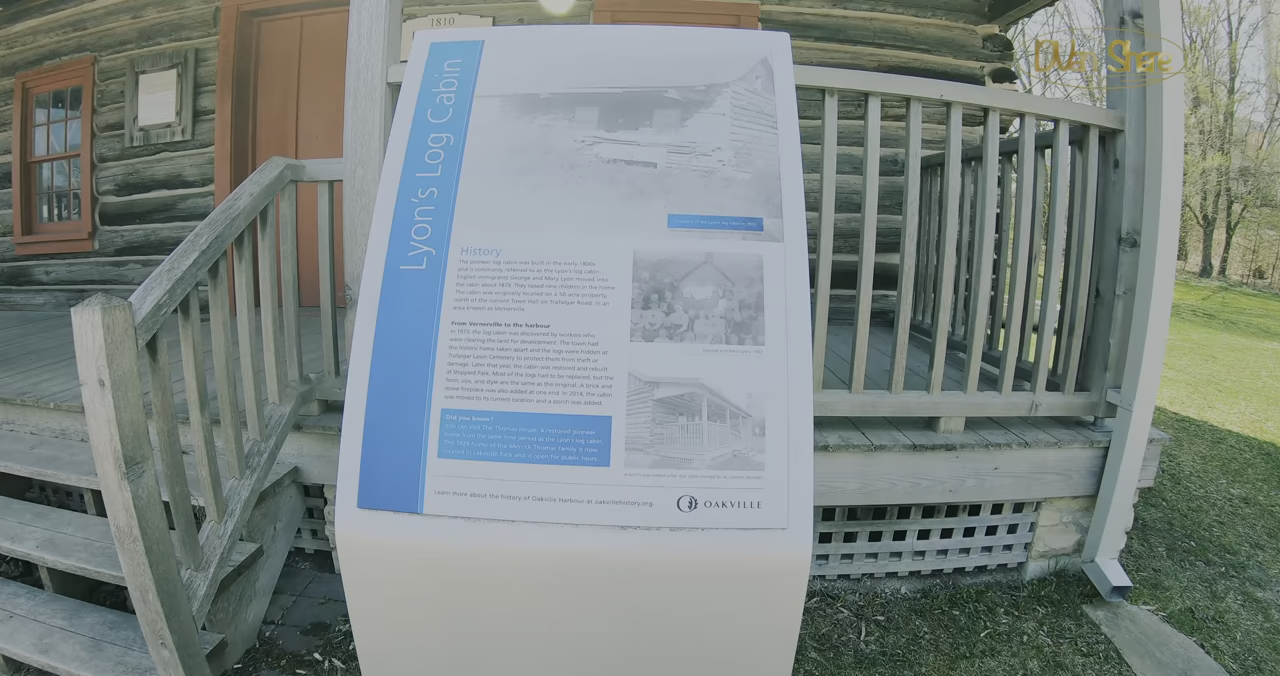 1810
Lyon's Log Cabin
History
The pioneer log cabin was built in the early 1800s
and is commonly referred to as the Lyon's log cabin.
English immigrants George and Mary Lyon moved into
the cabin about 1879. They raised nine children in the home.
The cabin was originally located on a 50-acre property,
north of the current Town Hall on Trafalgar Road, in an
area known as Vernerville.
From Vernerville to the harbour
In 1973, the log cabin was discovered by workers who
were clearing the land for development. The town had
the historic home taken apart and the logs were hidden at
Trafalgar Lawn Cemetery to protect them from theft or
damage. Later that year, the cabin was restored and rebuilt
at Shipyard Park. Most of the logs had to be replaced, but the
form, size, and style are the same as the original. A brick and
stone fireplace was also added at one end. In 2014, the cabin
was moved to its current location and a porch was added.
Did you know?
You can visit The Thomas House. A restored pioneer
home from the same time period as the Lyon's log cabin.
The 1829 home of the Merrick Thomas family is now
located in Lakeside Park and is open for public tours.
Learn more about the history of Oakville Harbour at oakvillehistory.org.
OAKVILLE